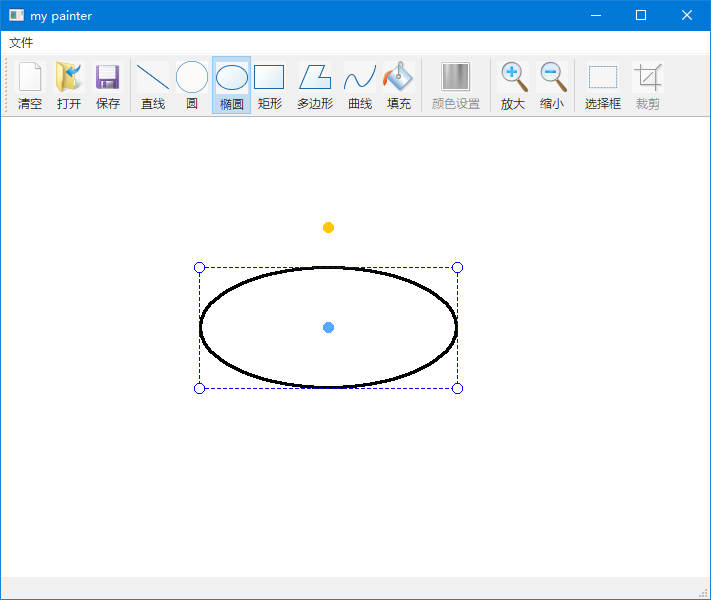 my painter
文件
清空 打开 保存 直线 圆 椭圆 矩形 多边形 曲线 填充 颜色设置 放大 缩小 选择框 裁剪